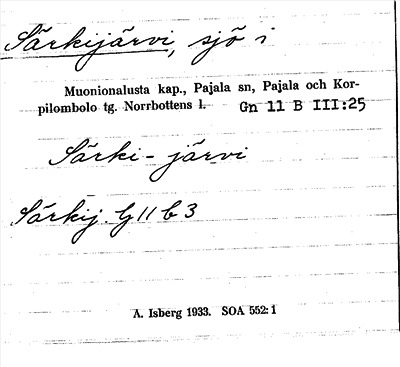 Särkijärvi, sjö i
Muonionalusta kap., Pajala sn, Pajala och Kor-
pilombolo tg. Norrbottens l. Gn 11 B III:25
Särki-järvi
Särkij. G 11 b 3
A. Isberg 1933. SOA 552:1